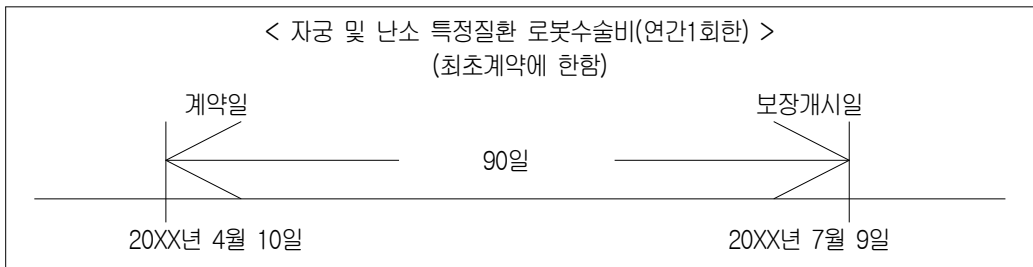 < 자궁 및 난소 특정질환 로봇수술비(연간1회한) >
(최초계약에 한함)
계약일 보장개시일
90일
20XX년 4월 10일 20XX년 7월 9일